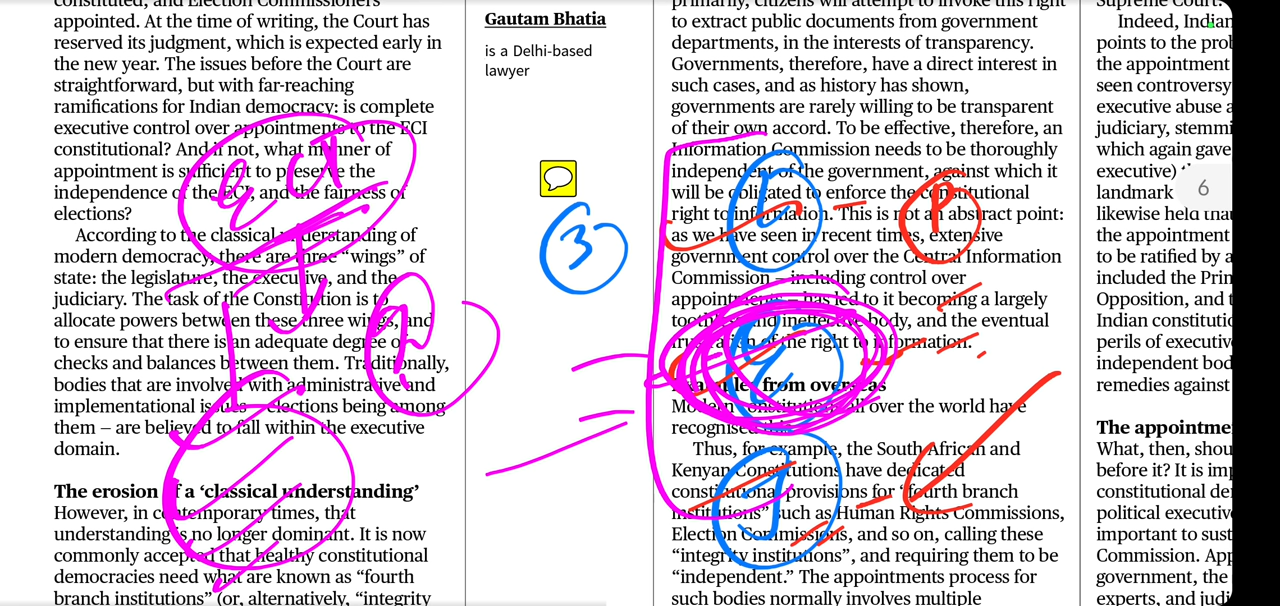 constituted, and Election Commissioners
appointed. At the time of writing, the Court has
reserved its judgment, which is expected early in
the new year. The issues before the Court are
straightforward, but with far-reaching
ramifications for Indian democracy: is complete
executive control over appointments to the ECI
constitutional? And if not, what manner of
appointment is sufficient to preserve the
independence of the ECI, and the fairness of
elections?
According to the classical understanding of
modern democracy, there are three “wings” of
state: the legislature, the executive, and the
judiciary. The task of the Constitution is to
allocate powers between these three wings, and
to ensure that there is an adequate degree of
checks and balances between them. Traditionally,
bodies that are involved with administrative and
implementational issues — elections being among
them — are believed to fall within the executive
domain.
The erosion of a ‘classical understanding’
However, in contemporary times, that
understanding is no longer dominant. It is now
commonly accepted that healthy constitutional
democracies need what are known as “fourth
branch institutions” (or, alternatively, “integrity
Gautam Bhatia
is a Delhi-based
lawyer
3
primarily, citizens will attempt to invoke this right
to extract public documents from government
departments, in the interests of transparency.
Governments, therefore, have a direct interest in
such cases, and as history has shown,
governments are rarely willing to be transparent
of their own accord. To be effective, therefore, an
Information Commission needs to be thoroughly
independent of the government, against which it
will be obligated to enforce the constitutional
right to information. This is not an abstract point:
as we have seen in recent times, extensive
government control over the Central Information
Commission — including control over
appointments — has led to it becoming a largely
toothless and ineffective body, and the eventual
frustration of the right to information.
Examples from overseas
Modern Constitutions all over the world have
recognised this.
Thus, for example, the South African and
Kenyan Constitutions have dedicated
constitutional provisions for “fourth branch
institutions” such as Human Rights Commissions,
Election Commissions, and so on, calling these
“integrity institutions”, and requiring them to be
“independent.” The appointments process for
such bodies normally involves multiple
P
Supreme Court.
Indeed, Indian
points to the
the appointment
seen controversy
executive abuse a
judiciary,
which again gave
executive)
landmark
likewise held that
the appointment
to be ratified by a
included the
Opposition, and t
Indian
perils of
independent
remedies against
The
What, then,
before it? It is
constitutional
political
important to
Commission.
government, the
experts, and
6